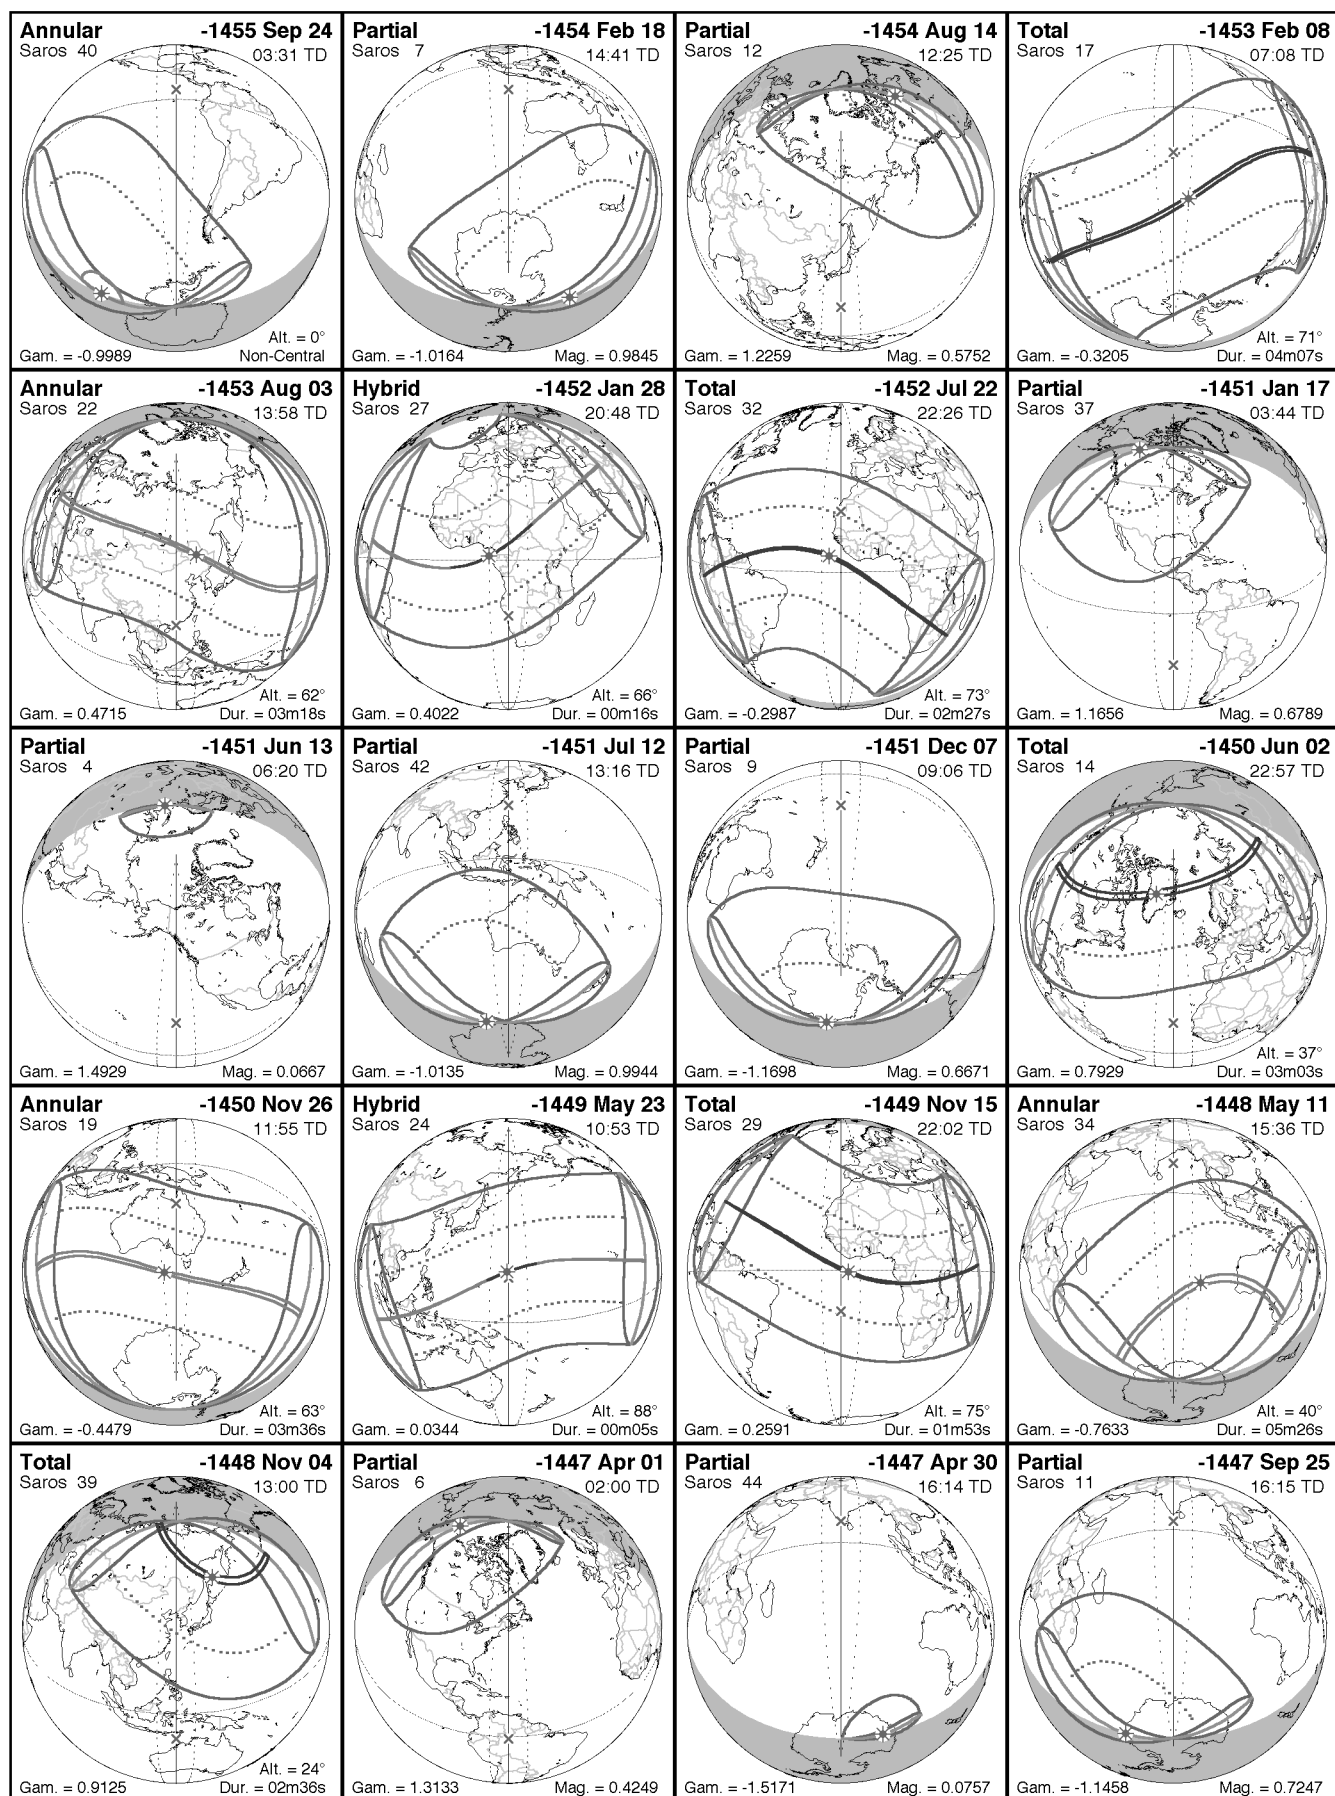 Annular -1455 Sep 24
Saros 40 03:31 TD
Alt. = 0°
Gam. = -0.9989 Non-Central
Partial -1454 Feb 18
Saros 7 14:41 TD
Gam. = -1.0164 Mag. = 0.9845
Partial -1454 Aug 14
Saros 12 12:25 TD
Gam. = 1.2259 Mag. = 0.5752
Total -1453 Feb 08
Saros 17 07:08 TD
Alt. = 71°
Gam. = -0.3205 Dur. = 04m07s
Annular -1453 Aug 03
Saros 22 13:58 TD
Alt. = 62°
Gam. = 0.4715 Dur. = 03m18s
Hybrid -1452 Jan 28
Saros 27 20:48 TD
Alt. = 66°
Gam. = 0.4022 Dur. = 00m16s
Total -1452 Jul 22
Saros 32 22:26 TD
Alt. = 73°
Gam. = -0.2987 Dur. = 02m27s
Partial -1451 Jan 17
Saros 37 03:44 TD
Gam. = 1.1656 Mag. = 0.6789
Partial -1451 Jun 13
Saros 4 06:20 TD
Gam. = 1.4929 Mag. = 0.0667
Partial -1451 Jul 12
Saros 42 13:16 TD
Gam. = -1.0135 Mag. = 0.9944
Partial -1451 Dec 07
Saros 9 09:06 TD
Gam. = -1.1698 Mag. = 0.6671
Total -1450 Jun 02
Saros 14 22:57 TD
Alt. = 37°
Gam. = 0.7929 Dur. = 03m03s
Annular -1450 Nov 26
Saros 19 11:55 TD
Alt. = 63°
Gam. = -0.4479 Dur. = 03m36s
Hybrid -1449 May 23
Saros 24 10:53 TD
Alt. = 88°
Gam. = 0.0344 Dur. = 00m05s
Total -1449 Nov 15
Saros 29 22:02 TD
Alt. = 75°
Gam. = 0.2591 Dur. = 01m53s
Annular -1448 May 11
Saros 34 15:36 TD
Alt. = 40°
Gam. = -0.7633 Dur. = 05m26s
Total -1448 Nov 04
Saros 39 13:00 TD
Alt. = 24°
Gam. = 0.9125 Dur. = 02m36s
Partial -1447 Apr 01
Saros 6 02:00 TD
Gam. = 1.3133 Mag. = 0.4249
Partial -1447 Apr 30
Saros 44 16:14 TD
Gam. = -1.5171 Mag. = 0.0757
Partial -1447 Sep 25
Saros 11 16:15 TD
Gam. = -1.1458 Mag. = 0.7247